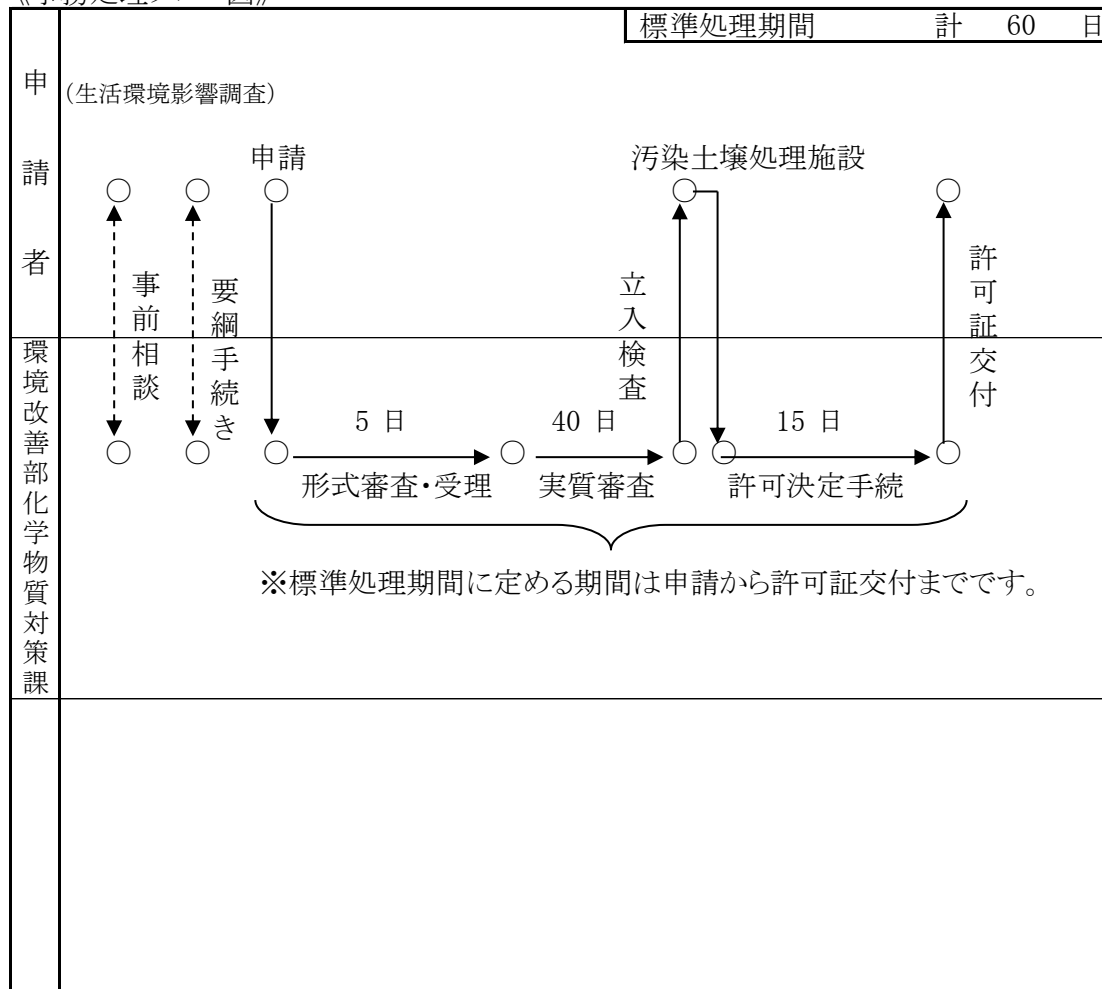 標準処理期間 計 60 日
申請者
(生活環境影響調査)
申請
汚染土壌処理施設
事前相談
要綱手続き
立入検査
許可証交付
環境改善部化学物質対策課
5 日
40 日
15 日
形式審査・受理
実質審査
許可決定手続
※標準処理期間に定める期間は申請から許可証交付までです。